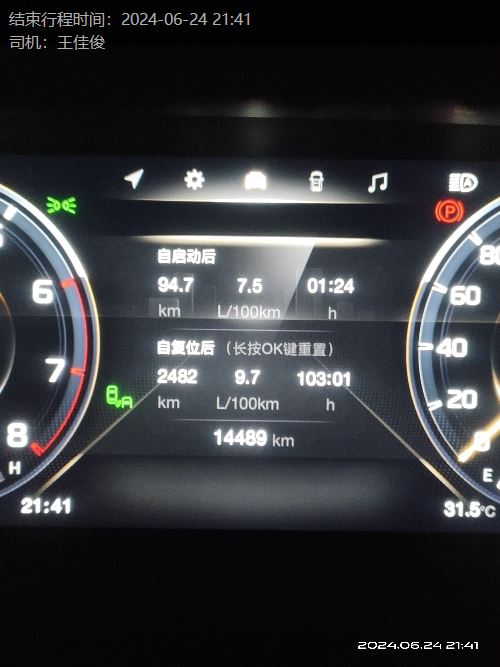 结束行程时间：2024-06-24 21:41
司机：王佳俊
自启动后
94.7 7.5 01:24
km L/100km h
自复位后（长按OK键重置）
2482 9.7 103:01
km L/100km h
14489 km
6
7
8
H
21:41
80
60
40
20
0
E
31.5°C
P
A
A
2024.06.24 21:41